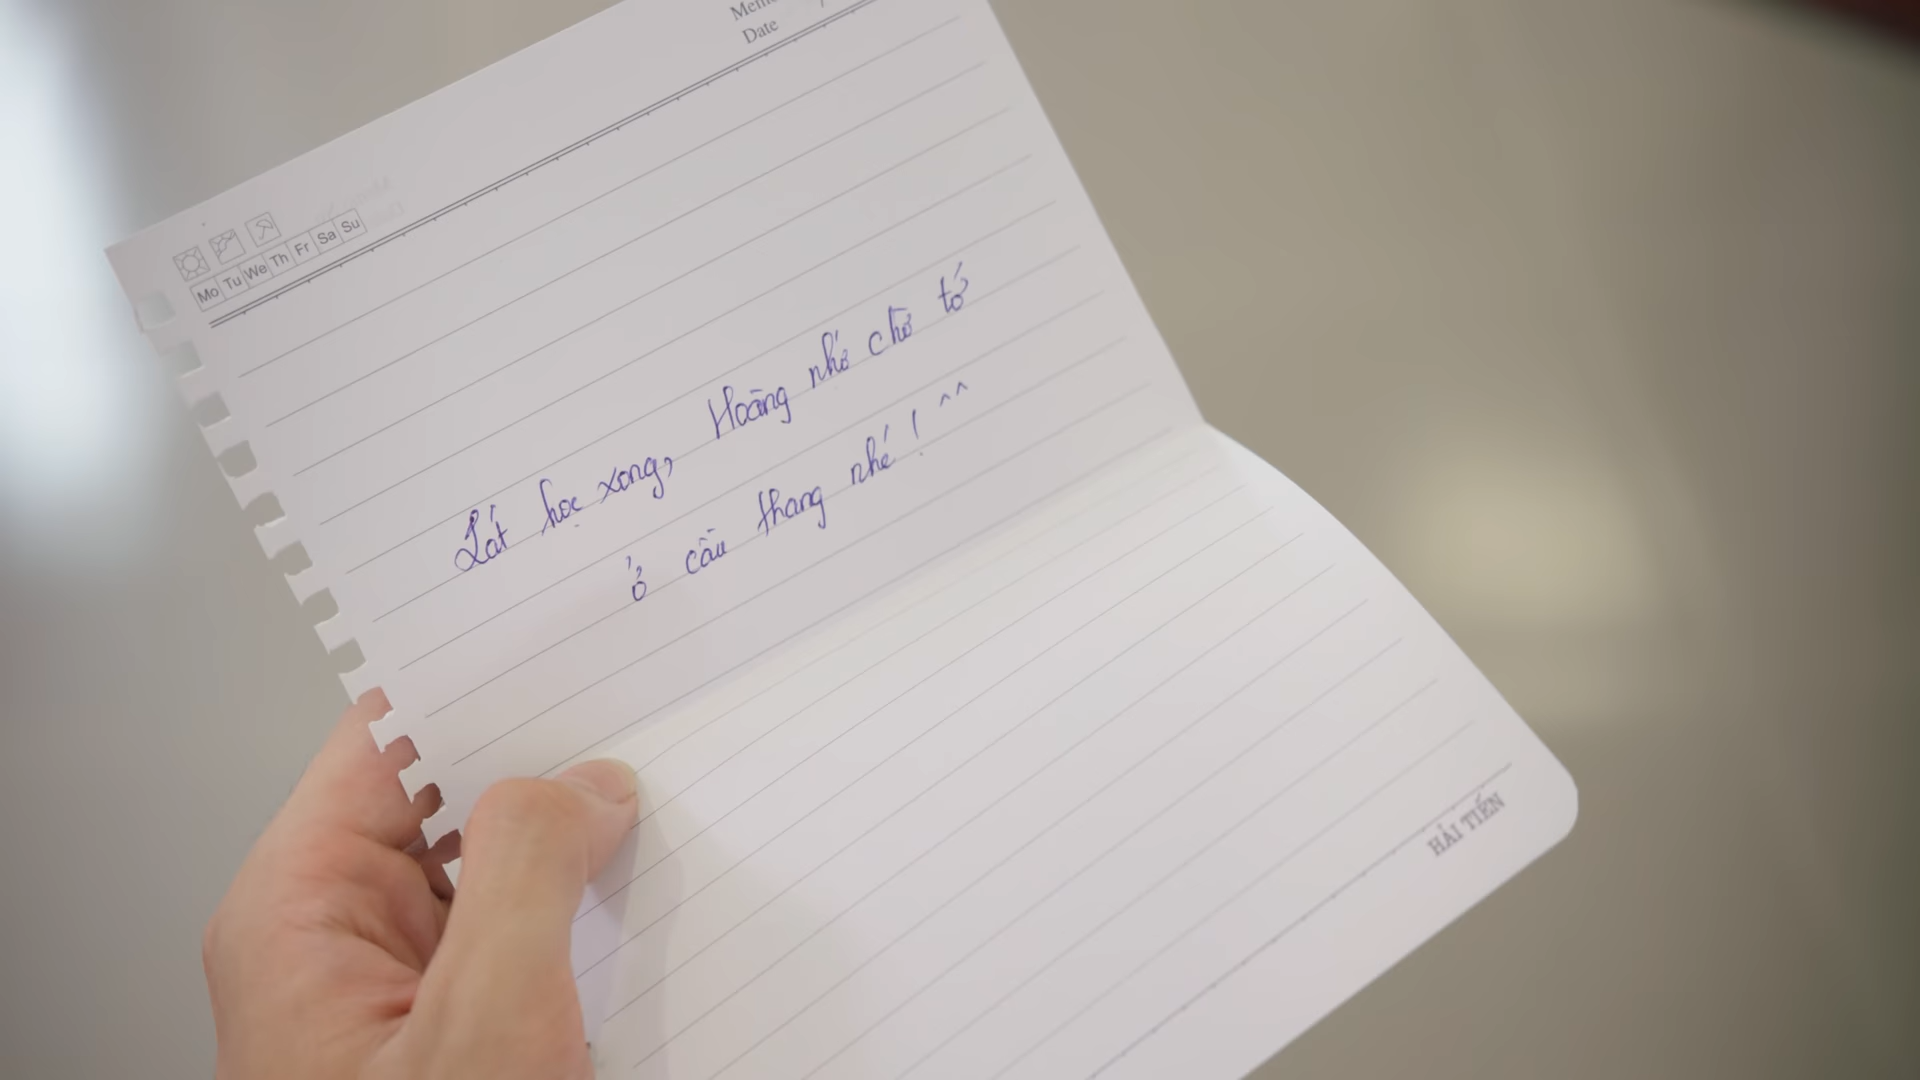 Date
Mo Tu We Th Fr Sa Su
Lát học xong, Hoàng nhớ chờ tớ
ở cầu thang nhé! ^^
HẢI TIẾN